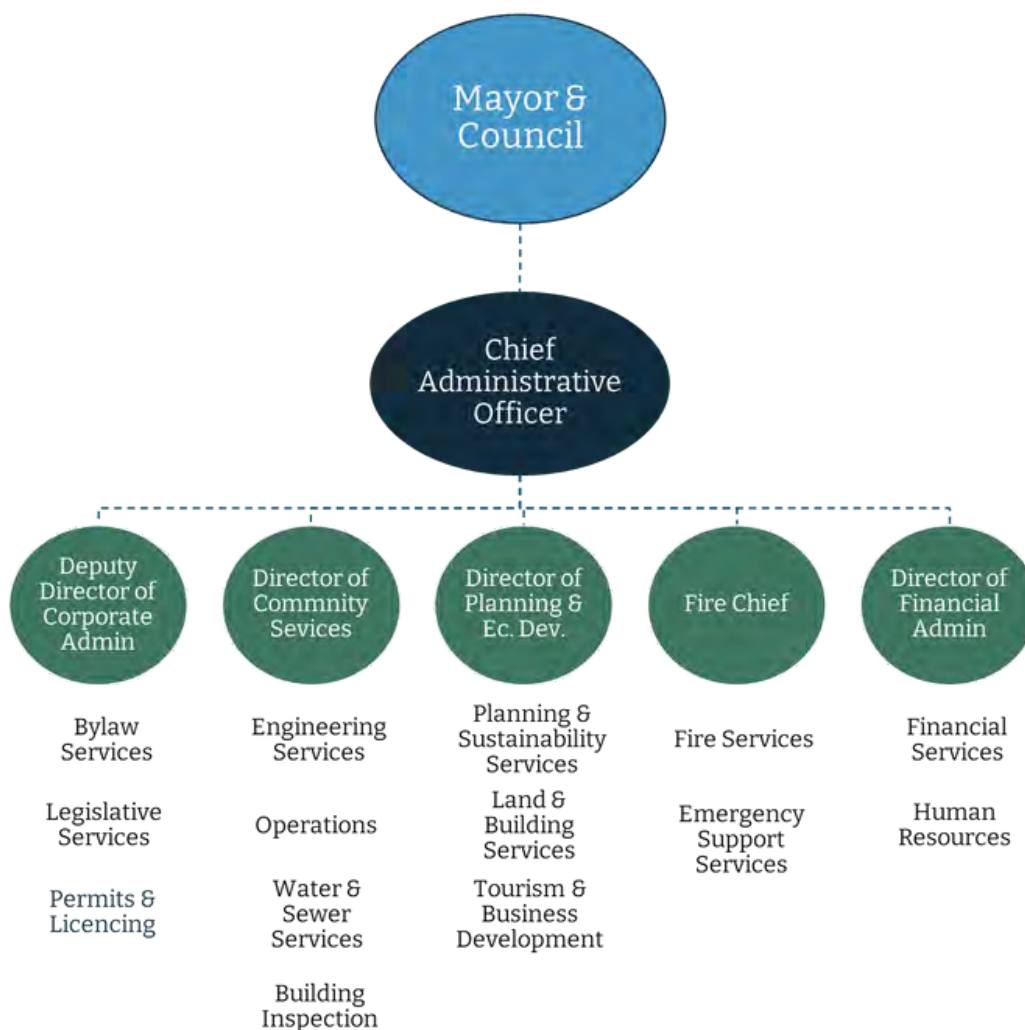 Mayor &
Council
Chief
Administrative
Officer
Deputy
Director of
Corporate
Admin
Director of
Commnity
Sevices
Director of
Planning &
Ec. Dev.
Fire Chief
Director of
Financial
Admin
Bylaw
Services
Legislative
Services
Permits &
Licencing
Engineering
Services
Operations
Water &
Sewer
Services
Building
Inspection
Planning &
Sustainability
Services
Land &
Building
Services
Tourism &
Business
Development
Fire Services
Emergency
Support
Services
Financial
Services
Human
Resources